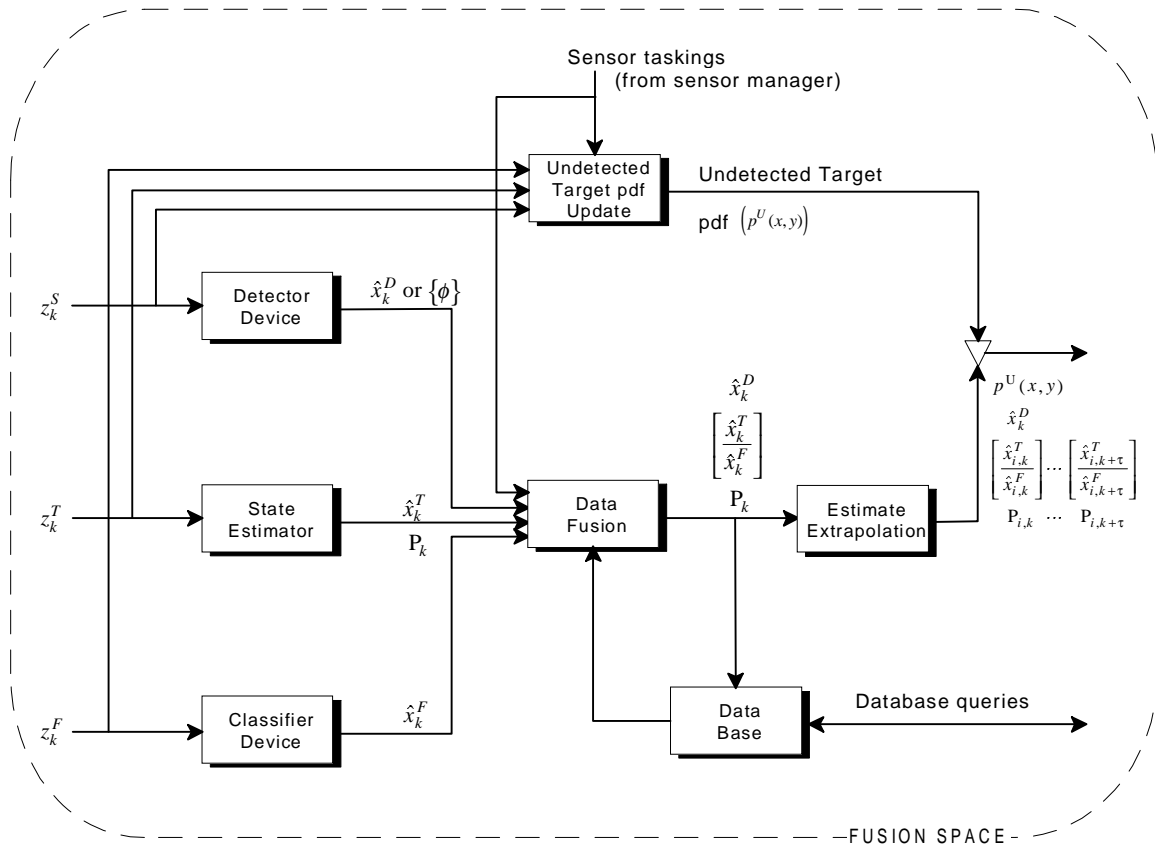 Sensor taskings
(from sensor manager)
Undetected
Target pdf
Update
Undetected Target
pdf (p^U(x, y))
z_k^S
Detector
Device
x̂_k^D or {ϕ}
p^U(x, y)
x̂_k^D
[x̂_{i,k}^T / x̂_{i,k}^F] ... [x̂_{i,k+τ}^T / x̂_{i,k+τ}^F]
P_{i,k} ... P_{i,k+τ}
x̂_k^D
[x̂_k^T / x̂_k^F]
P_k
z_k^T
State
Estimator
x̂_k^T
P_k
Data
Fusion
Estimate
Extrapolation
z_k^F
Classifier
Device
x̂_k^F
Data
Base
Database queries
FUSION SPACE